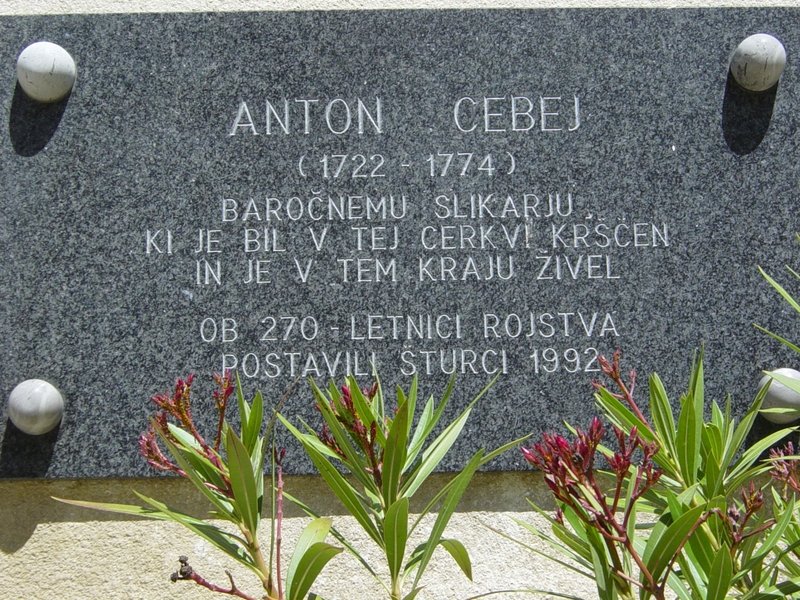 ANTON CEBEJ
(1722 - 1774)
BAROČNEMU SLIKARJU,
KI JE BIL V TEJ CERKVI KRŠČEN
IN JE V TEM KRAJU ŽIVEL
OB 270 - LETNICI ROJSTVA
POSTAVILI ŠTURCI 1992